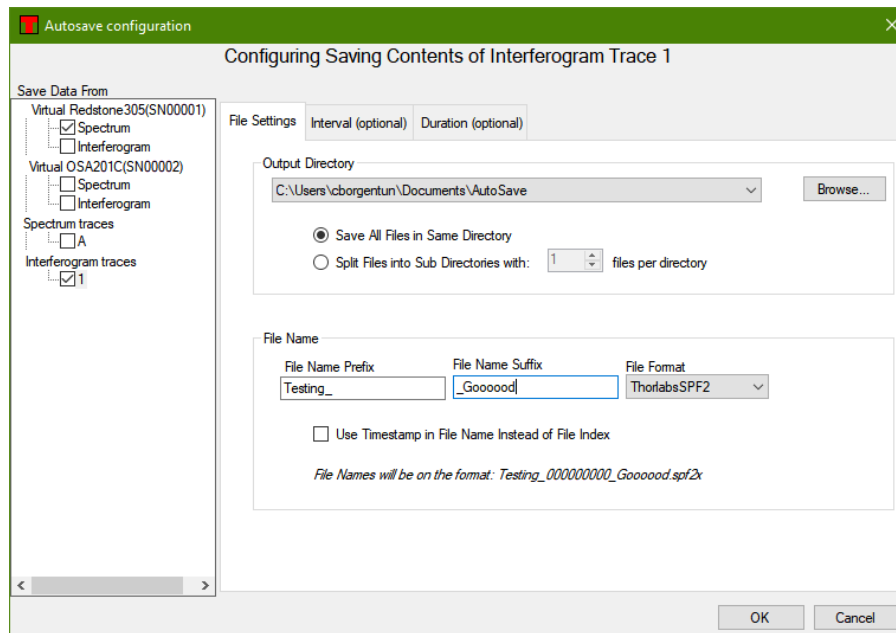 Autosave configuration
Configuring Saving Contents of Interferogram Trace 1
Save Data From
Virtual Redstone305(SN00001)
Spectrum
Interferogram
Virtual OSA201C(SN00002)
Spectrum
Interferogram
Spectrum traces
A
Interferogram traces
1
File Settings Interval (optional) Duration (optional)
Output Directory
C:\Users\cborgentun\Documents\AutoSave Browse...
Save All Files in Same Directory
Split Files into Sub Directories with: 1 files per directory
File Name
File Name Prefix File Name Suffix File Format
Testing_ _Goooood ThorlabsSPF2
Use Timestamp in File Name Instead of File Index
File Names will be on the format: Testing_000000000_Goooood.spf2x
OK Cancel